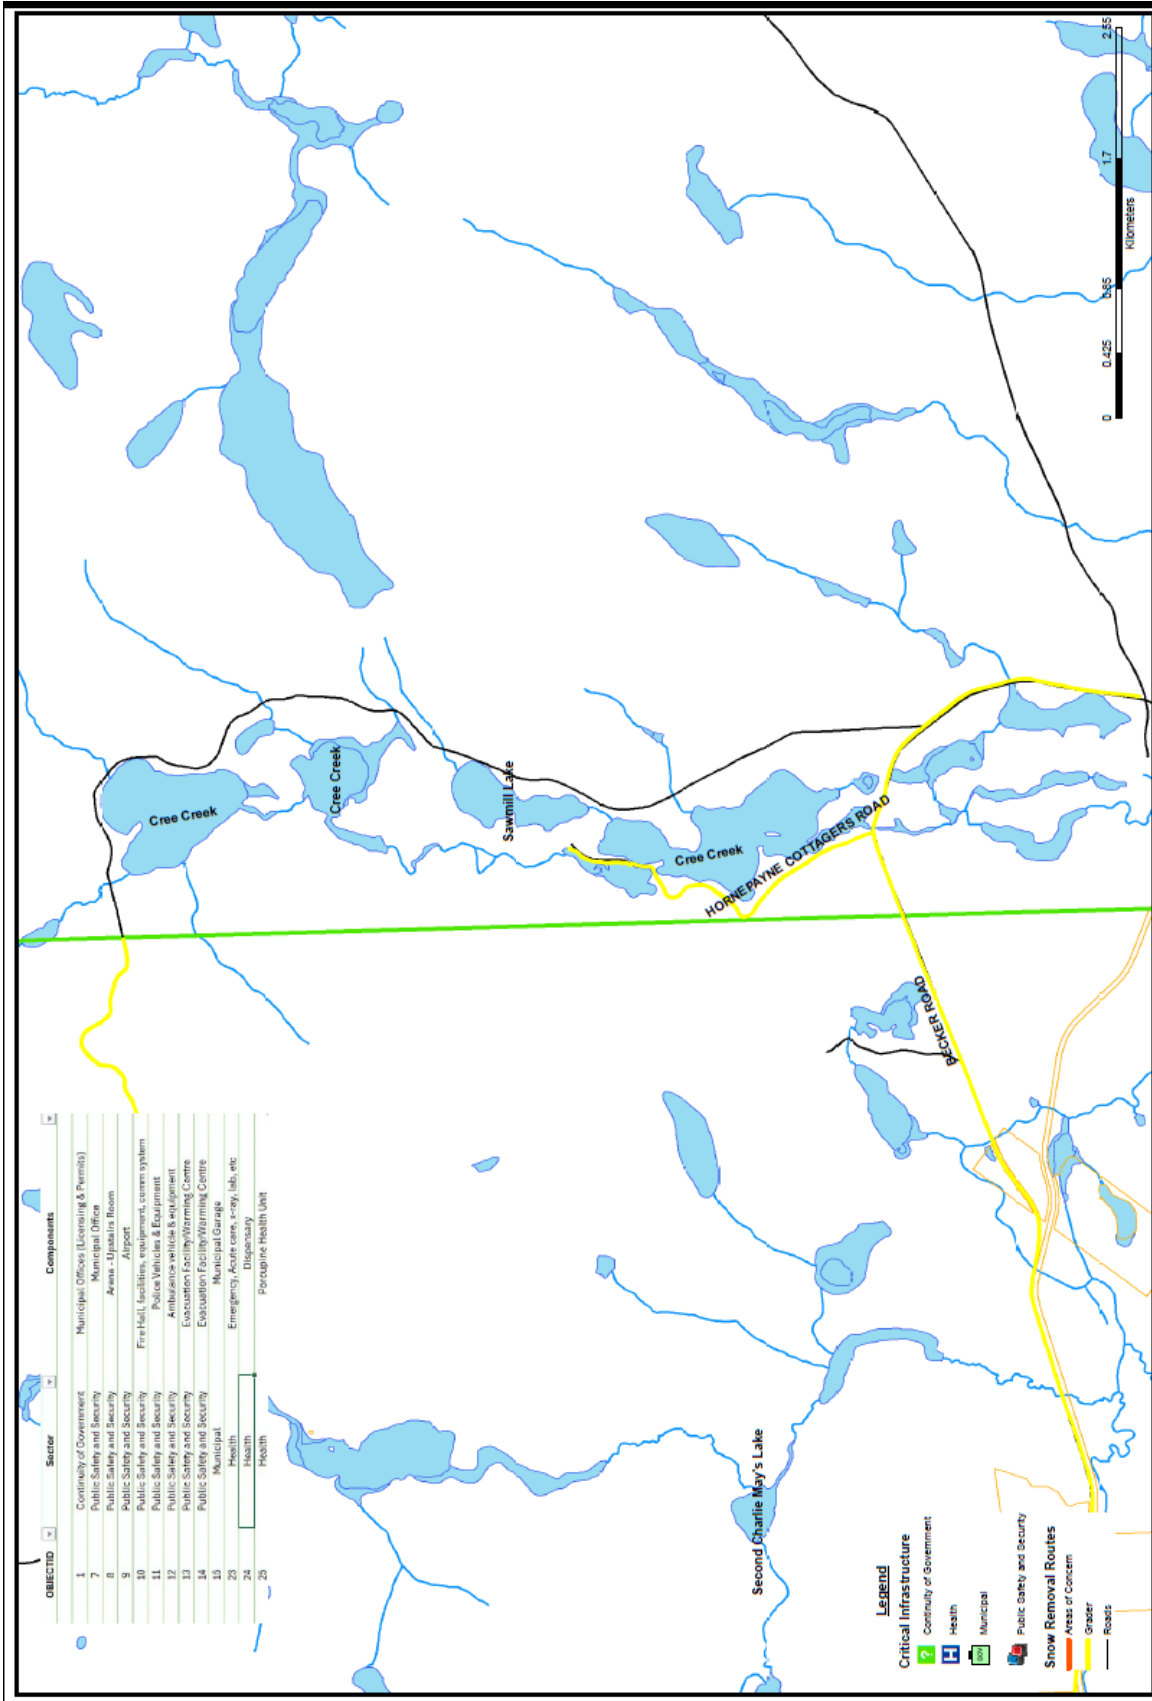 OBJECTID Sector Components
1 Continuity of Government Municipal Offices (Licensing & Permits)
7 Public Safety and Security Municipal Office
8 Public Safety and Security Arena - Upstairs Room
9 Public Safety and Security Airport
10 Public Safety and Security Fire Hall, facilities, equipment, comm system
11 Public Safety and Security Police Vehicles & Equipment
12 Public Safety and Security Ambulance vehicle & equipment
13 Public Safety and Security Evacuation Facility/Warming Centre
14 Public Safety and Security Evacuation Facility/Warming Centre
15 Municipal Municipal Garage
23 Health Emergency, Acute care, x-ray, lab, etc
24 Health Dispensary
25 Health Porcupine Health Unit
Cree Creek
Cree Creek
Sawmill Lake
Cree Creek
HORNEPAYNE COTTAGERS ROAD
BECKER ROAD
Second Charlie May's Lake
Legend
Critical Infrastructure
? Continuity of Government
H Health
GOV Municipal
Public Safety and Security
Snow Removal Routes
Areas of Concern
Grader
Roads
0 0.425 0.85 1.7 2.55
Kilometers